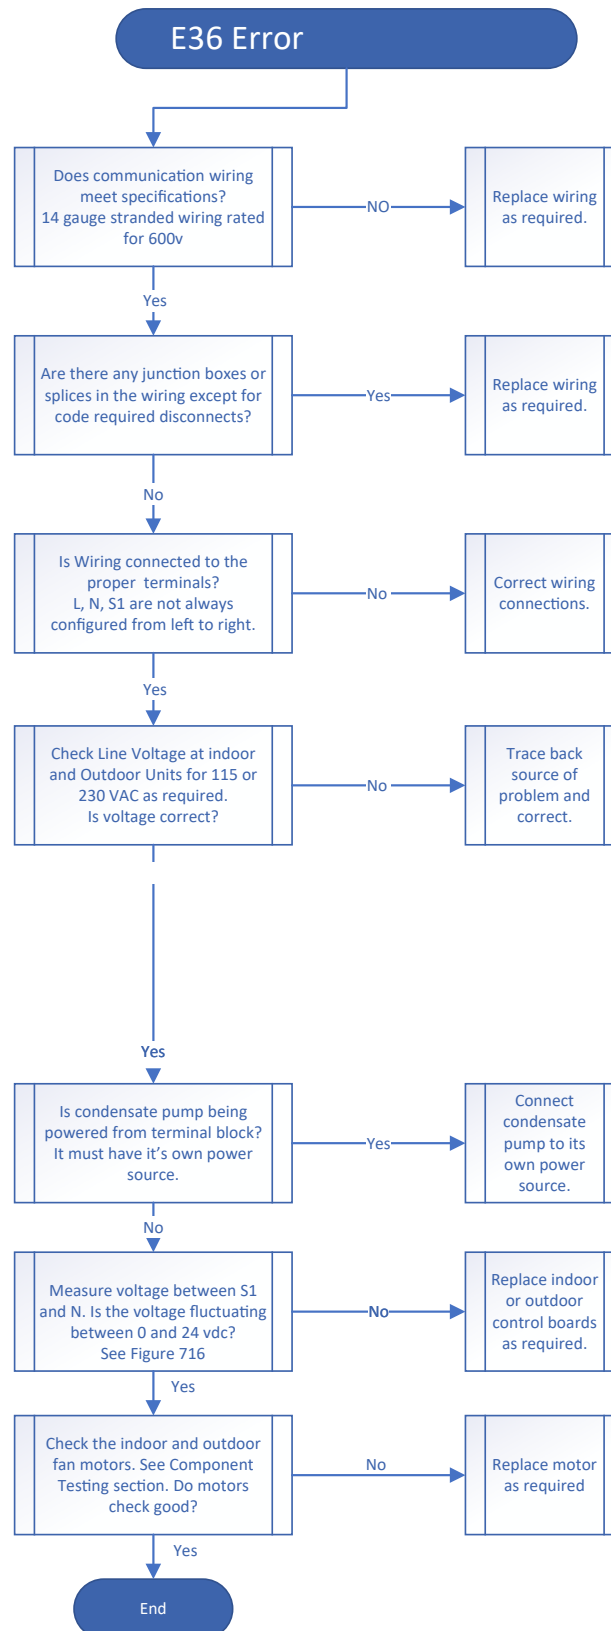 E36 Error
Does communication wiring
meet specifications?
14 gauge stranded wiring rated
for 600v
NO
Replace wiring
as required.
Yes
Are there any junction boxes or
splices in the wiring except for
code required disconnects?
Yes
Replace wiring
as required.
No
Is Wiring connected to the
proper terminals?
L, N, S1 are not always
configured from left to right.
No
Correct wiring
connections.
Yes
Check Line Voltage at indoor
and Outdoor Units for 115 or
230 VAC as required.
Is voltage correct?
No
Trace back
source of
problem and
correct.
Yes
Is condensate pump being
powered from terminal block?
It must have it's own power
source.
Yes
Connect
condensate
pump to its
own power
source.
No
Measure voltage between S1
and N. Is the voltage fluctuating
between 0 and 24 vdc?
See Figure 716
No
Replace indoor
or outdoor
control boards
as required.
Yes
Check the indoor and outdoor
fan motors. See Component
Testing section. Do motors
check good?
No
Replace motor
as required
Yes
End